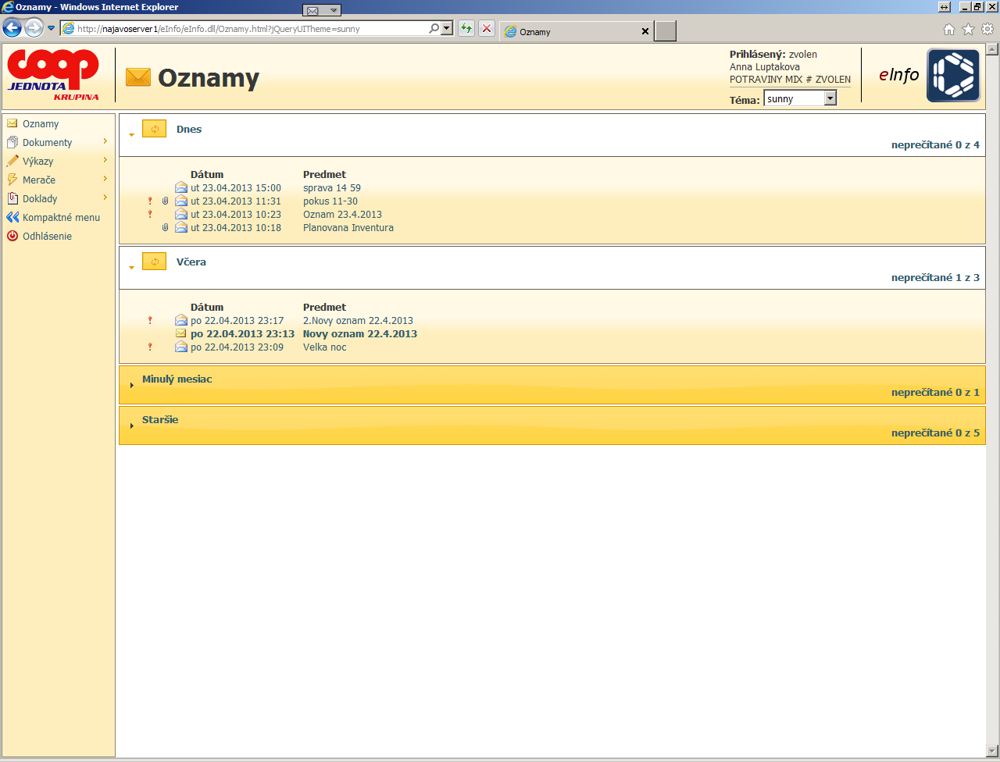 Oznamy - Windows Internet Explorer
http://najavoserver1/eInfo/eInfo.dll/Oznamy.html?jQueryUITheme=sunny
Oznamy
coop
JEDNOTA
KRUPINA
Oznamy
Prihlásený: zvolen
Anna Luptakova
POTRAVINY MIX # ZVOLEN
Téma: sunny
eInfo
Oznamy
Dokumenty
Výkazy
Merače
Doklady
Kompaktné menu
Odhlásenie
Dnes
neprečítané 0 z 4
Dátum Predmet
ut 23.04.2013 15:00 sprava 14 59
ut 23.04.2013 11:31 pokus 11-30
ut 23.04.2013 10:23 Oznam 23.4.2013
ut 23.04.2013 10:18 Planovana Inventura
Včera
neprečítané 1 z 3
Dátum Predmet
po 22.04.2013 23:17 2.Novy oznam 22.4.2013
po 22.04.2013 23:13 Novy oznam 22.4.2013
po 22.04.2013 23:09 Velka noc
Minulý mesiac
neprečítané 0 z 1
Staršie
neprečítané 0 z 5